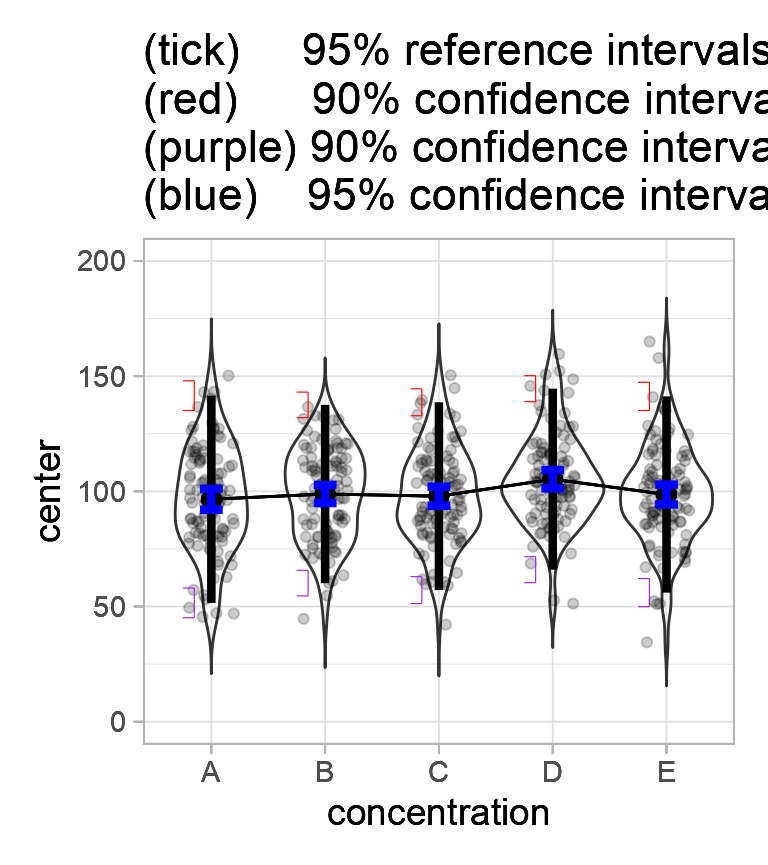 (tick) 95% reference intervals
(red) 90% confidence interva
(purple) 90% confidence interva
(blue) 95% confidence interva
200
150
100
50
0
center
A B C D E
concentration